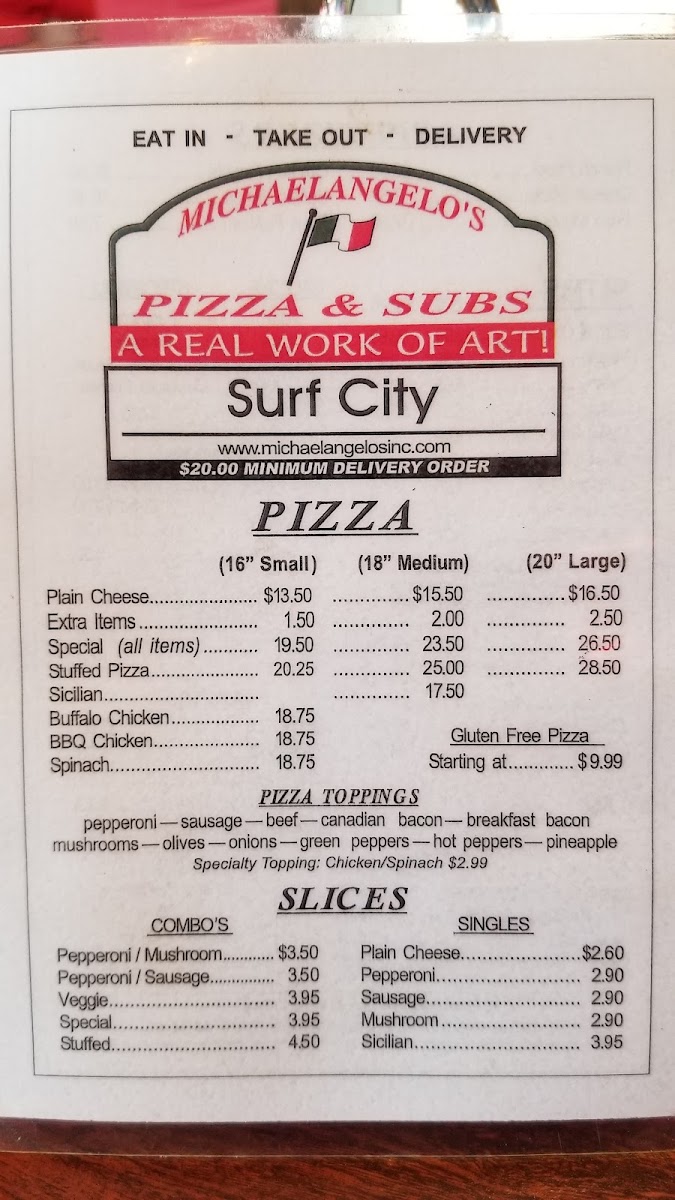 EAT IN - TAKE OUT - DELIVERY
MICHAELANGELO'S
PIZZA & SUBS
A REAL WORK OF ART!
Surf City
www.michaelangelosinc.com
$20.00 MINIMUM DELIVERY ORDER
PIZZA
(16" Small) (18" Medium) (20" Large)
Plain Cheese...................... $13.50 ..............$15.50 ..............$16.50
Extra Items ......................... 1.50 .............. 2.00 .............. 2.50
Special (all items)........... 19.50 .............. 23.50 .............. 26.50
Stuffed Pizza...................... 20.25 .............. 25.00 .............. 28.50
Sicilian................................ .............. 17.50
Buffalo Chicken.................. 18.75
BBQ Chicken...................... 18.75
Spinach............................... 18.75
Gluten Free Pizza
Starting at.............$9.99
PIZZA TOPPINGS
pepperoni—sausage—beef—canadian bacon—breakfast bacon
mushrooms—olives—onions—green peppers—hot peppers—pineapple
Specialty Topping: Chicken/Spinach $2.99
SLICES
COMBO'S
Pepperoni / Mushroom............ $3.50
Pepperoni / Sausage............... 3.50
Veggie.................................. 3.95
Special................................. 3.95
Stuffed................................. 4.50
SINGLES
Plain Cheese.........................$2.60
Pepperoni............................. 2.90
Sausage............................... 2.90
Mushroom ............................ 2.90
Sicilian.................................. 3.95